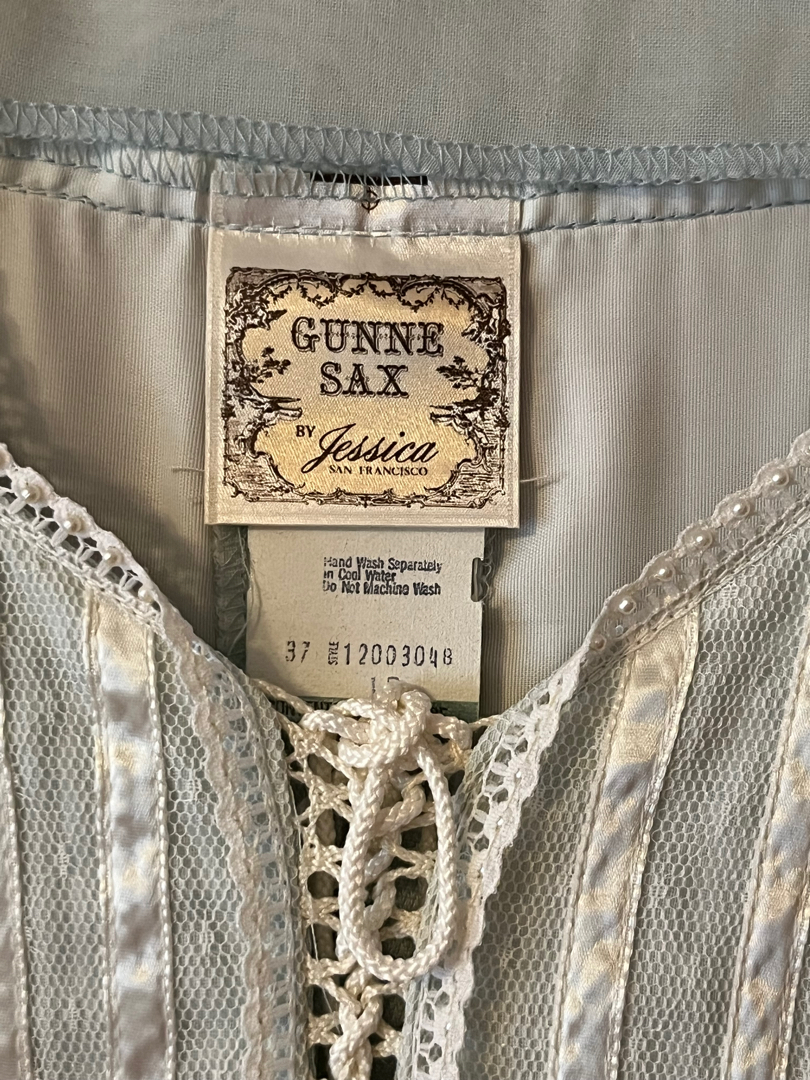 GUNNE
SAX
BY Jessica
SAN FRANCISCO
Hand Wash Separately
In Cool Water
Do Not Machine Wash
37 STYLE 12003048